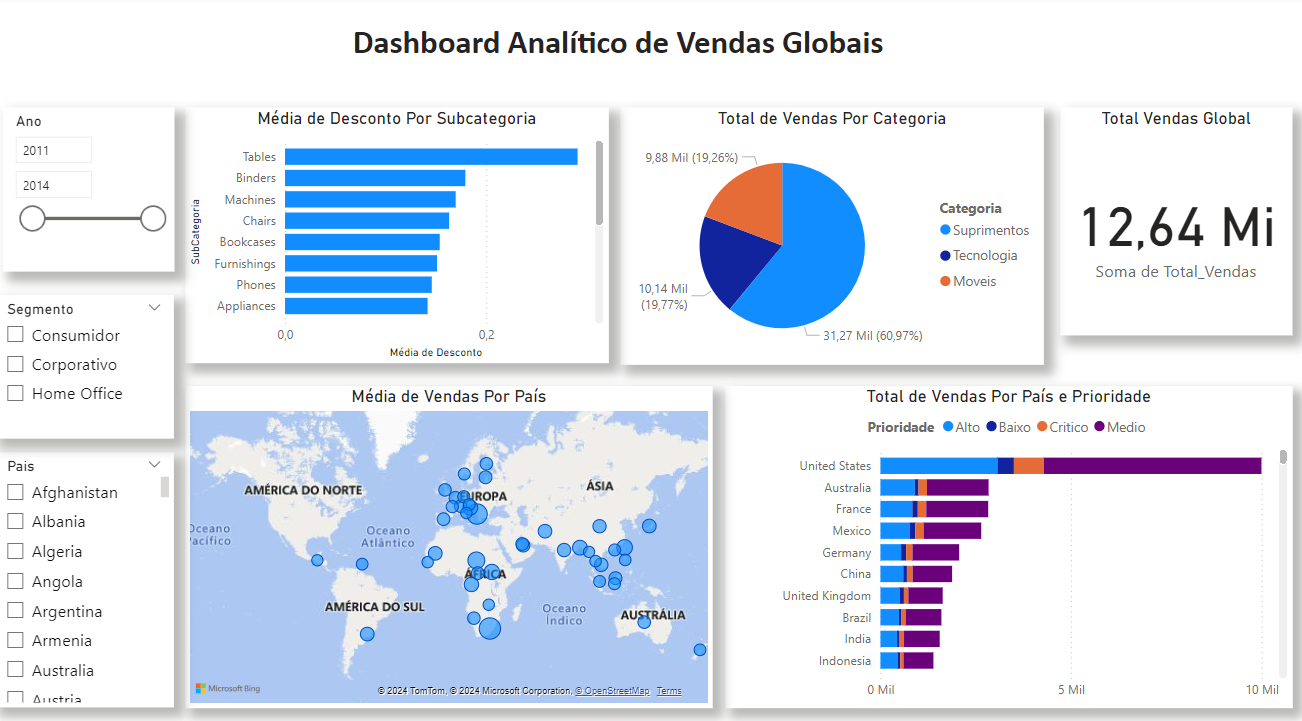 Dashboard Analítico de Vendas Globais
Ano
2011
2014
Segmento
Consumidor
Corporativo
Home Office
Pais
Afghanistan
Albania
Algeria
Angola
Argentina
Armenia
Australia
Austria
Média de Desconto Por Subcategoria
SubCategoria
Tables
Binders
Machines
Chairs
Bookcases
Furnishings
Phones
Appliances
0,0
0,2
Média de Desconto
Total de Vendas Por Categoria
9,88 Mil (19,26%)
10,14 Mil
(19,77%)
31,27 Mil (60,97%)
Categoria
Suprimentos
Tecnologia
Moveis
Total Vendas Global
12,64 Mi
Soma de Total_Vendas
Média de Vendas Por País
AMÉRICA DO NORTE
EUROPA
ÁSIA
Oceano
Pacífico
Oceano
Atlântico
ÁFRICA
AMÉRICA DO SUL
Oceano
Índico
AUSTRÁLIA
Microsoft Bing
© 2024 TomTom, © 2024 Microsoft Corporation, © OpenStreetMap Terms
Total de Vendas Por País e Prioridade
Prioridade Alto Baixo Critico Medio
United States
Australia
France
Mexico
Germany
China
United Kingdom
Brazil
India
Indonesia
0 Mil
5 Mil
10 Mil